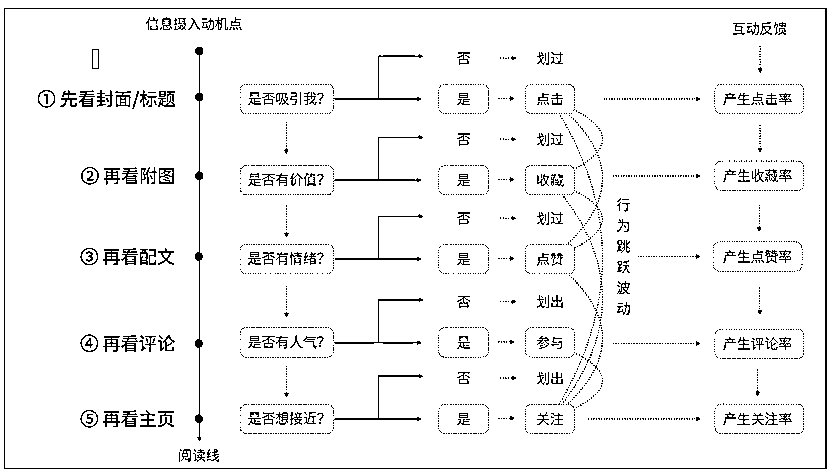 信息摄入动机点
互动反馈
否
划过
① 先看封面/标题
是否吸引我?
是
点击
产生点击率
否
划过
② 再看附图
是否有价值?
是
收藏
产生收藏率
否
划过
③ 再看配文
是否有情绪?
是
点赞
产生点赞率
行为跳跃波动
否
划出
④ 再看评论
是否有人气?
是
参与
产生评论率
否
划出
⑤ 再看主页
是否想接近?
是
关注
产生关注率
阅读线